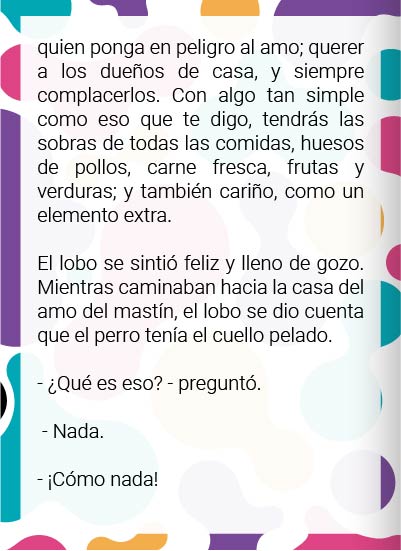 quien ponga en peligro al amo; querer
a los dueños de casa, y siempre
complacerlos. Con algo tan simple
como eso que te digo, tendrás las
sobras de todas las comidas, huesos
de pollos, carne fresca, frutas y
verduras; y también cariño, como un
elemento extra.
El lobo se sintió feliz y lleno de gozo.
Mientras caminaban hacia la casa del
amo del mastín, el lobo se dio cuenta
que el perro tenía el cuello pelado.
- ¿Qué es eso? - preguntó.
- Nada.
- ¡Cómo nada!